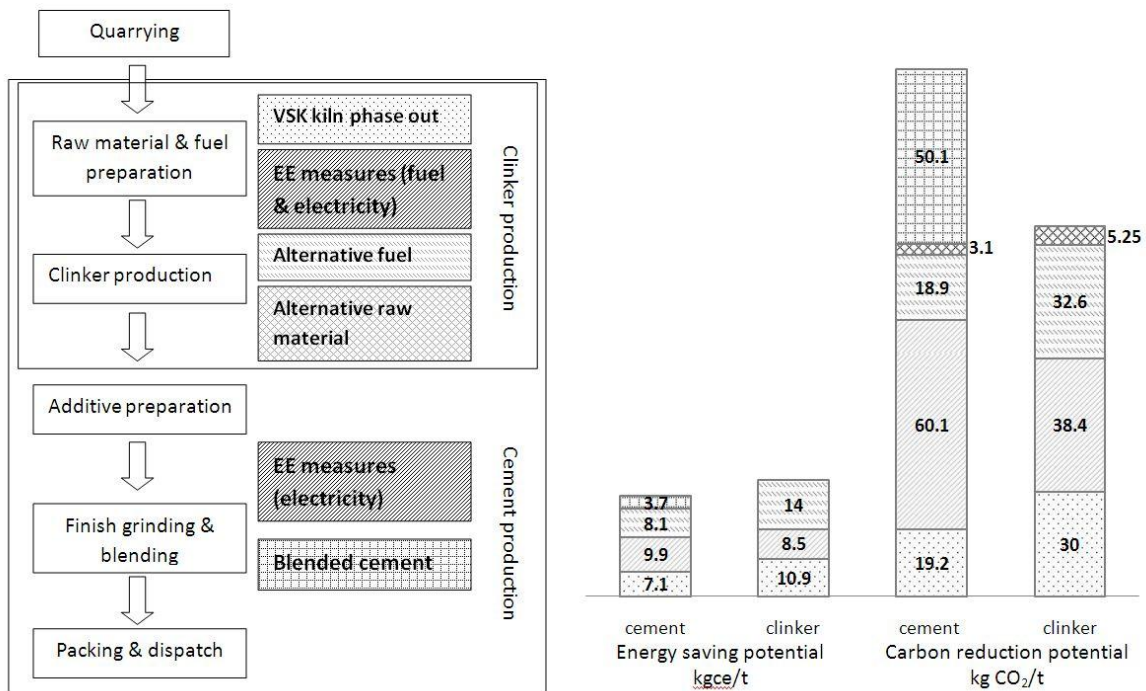 Quarrying
Raw material & fuel
preparation
Clinker production
Additive preparation
Finish grinding &
blending
Packing & dispatch
VSK kiln phase out
EE measures (fuel
& electricity)
Alternative fuel
Alternative raw
material
Clinker production
EE measures
(electricity)
Blended cement
Cement production
3.7
8.1
9.9
7.1
14
8.5
10.9
50.1
3.1
18.9
60.1
19.2
5.25
32.6
38.4
30
cement
clinker
cement
clinker
Energy saving potential
kgce/t
Carbon reduction potential
kg CO₂/t